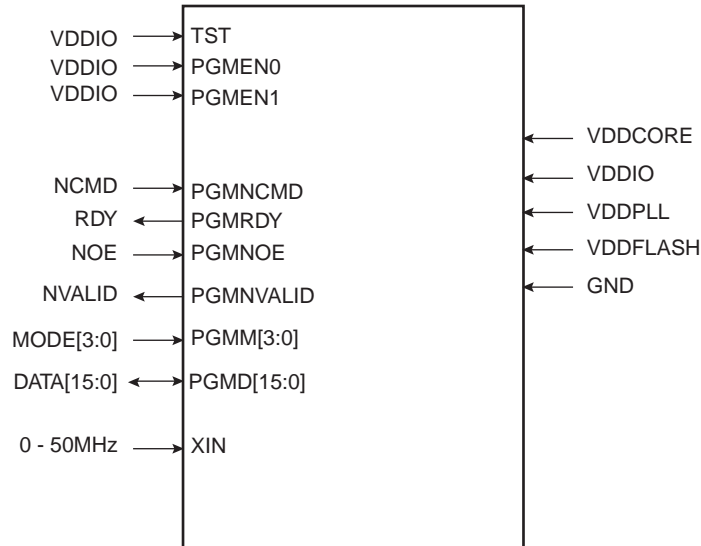 VDDIO TST
VDDIO PGMEN0
VDDIO PGMEN1
VDDCORE
VDDIO
NCMD PGMNCMD
RDY PGMRDY
VDDPLL
NOE PGMNOE
VDDFLASH
NVALID PGMNVALID
GND
MODE[3:0] PGMM[3:0]
DATA[15:0] PGMD[15:0]
0 - 50MHz XIN